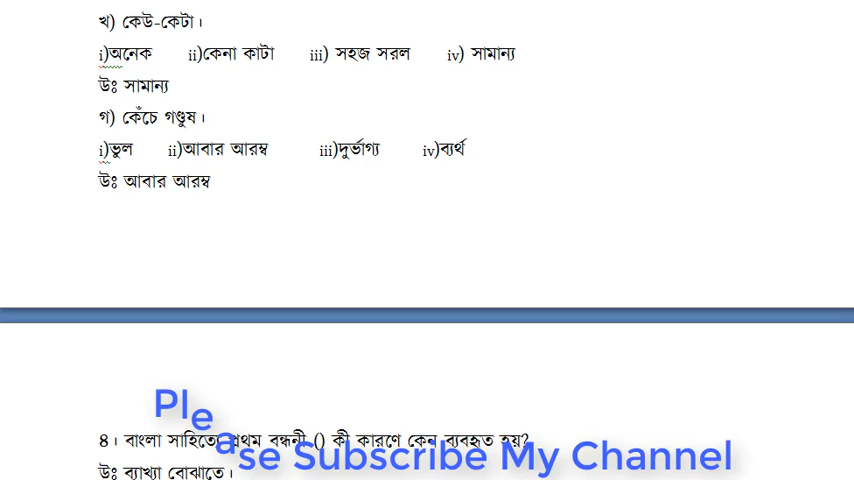 খ) কেউ-কেটা।
i)অনেক ii)কেনা কাটা iii) সহজ সরল iv) সামান্য
উঃ সামান্য
গ) কেঁচে গণ্ডুষ।
i)ভুল ii)আবার আরম্ব iii)দুর্ভাগ্য iv)ব্যর্থ
উঃ আবার আরম্ব
৪। বাংলা সাহিত্যে প্রথম বন্ধনী () কী কারণে কেন ব্যবহৃত হয়?
Please Subscribe My Channel
উঃ ব্যাখ্যা বোঝাতে।